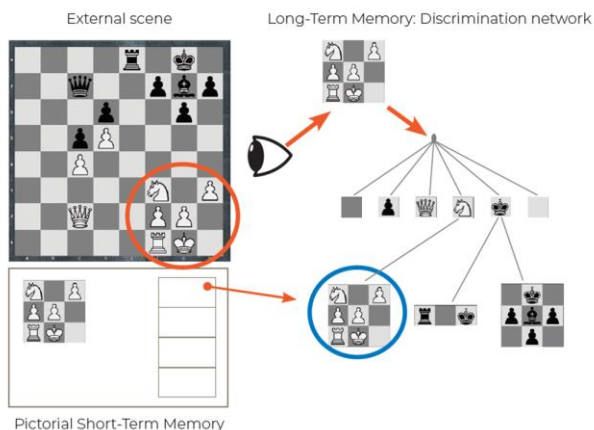 External scene
Long-Term Memory: Discrimination network
Pictorial Short-Term Memory